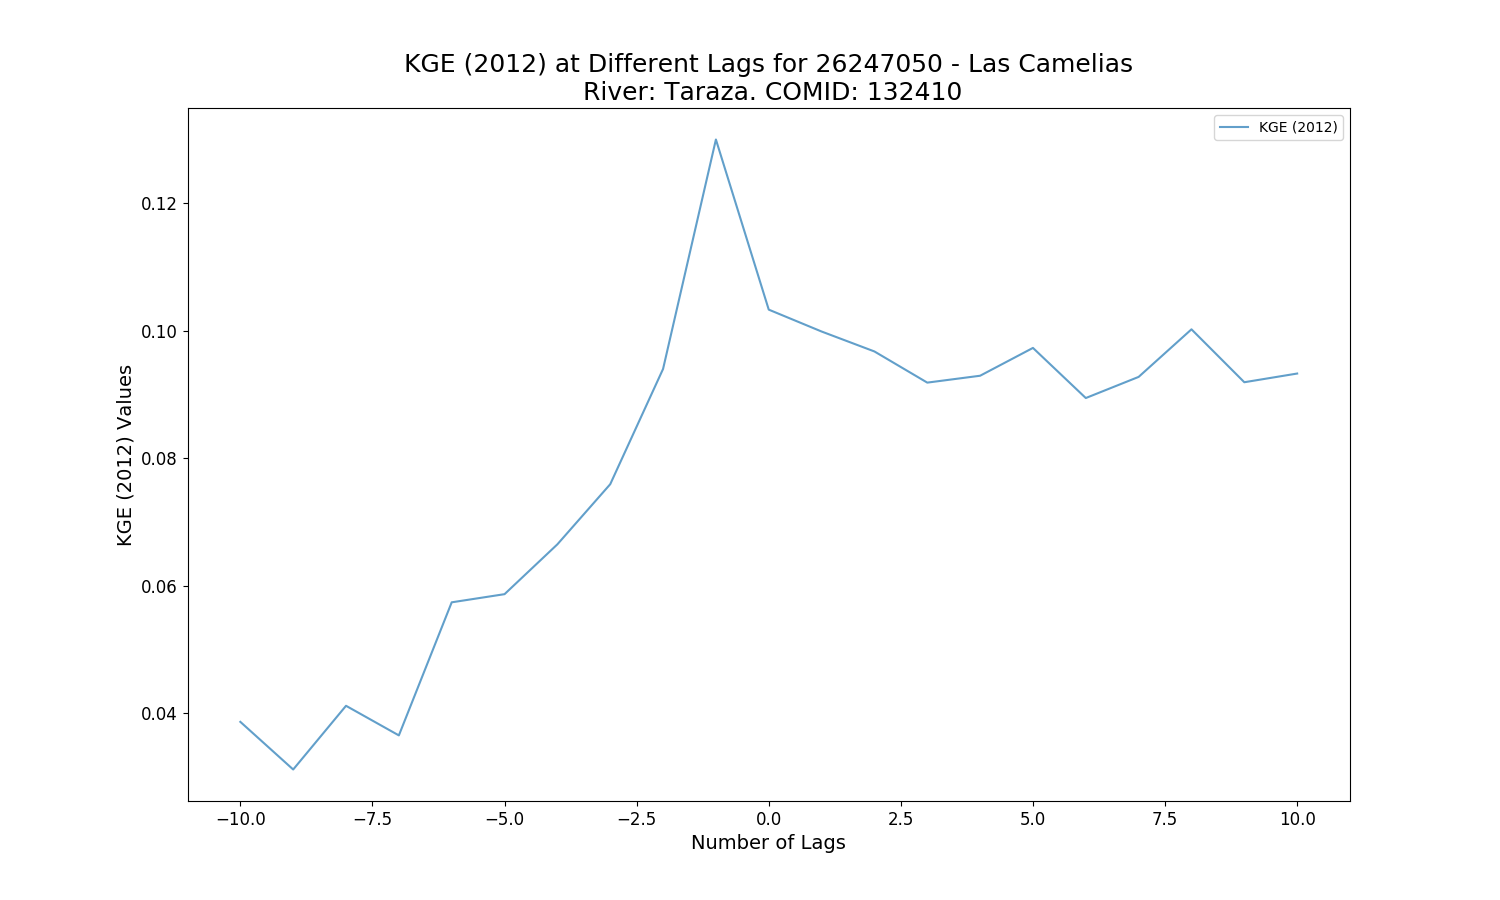 KGE (2012) at Different Lags for 26247050 - Las Camelias
River: Taraza. COMID: 132410
KGE (2012)
KGE (2012) Values
0.12
0.10
0.08
0.06
0.04
−10.0 −7.5 −5.0 −2.5 0.0 2.5 5.0 7.5 10.0
Number of Lags